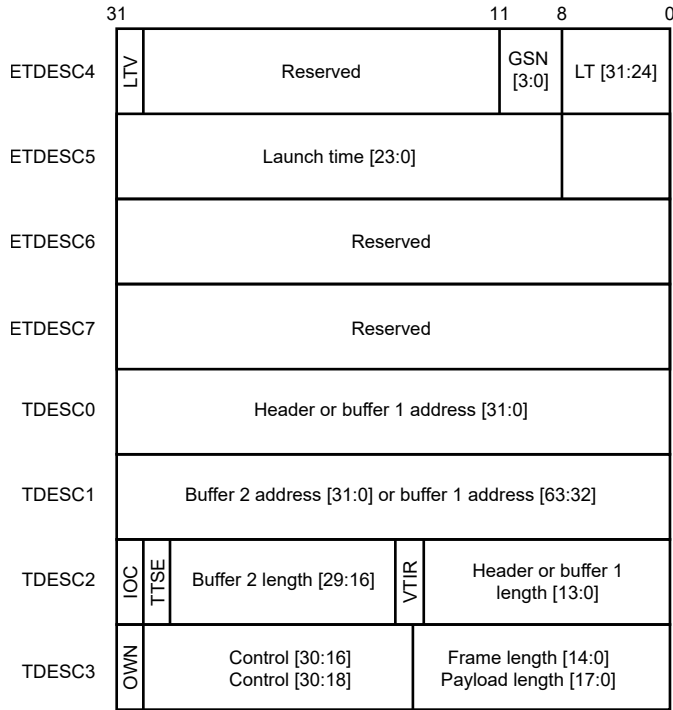 31 11 8 0
ETDESC4 LTV Reserved GSN [3:0] LT [31:24]
ETDESC5 Launch time [23:0]
ETDESC6 Reserved
ETDESC7 Reserved
TDESC0 Header or buffer 1 address [31:0]
TDESC1 Buffer 2 address [31:0] or buffer 1 address [63:32]
TDESC2 IOC TTSE Buffer 2 length [29:16] VTIR Header or buffer 1
length [13:0]
TDESC3 OWN Control [30:16] Frame length [14:0]
Control [30:18] Payload length [17:0]